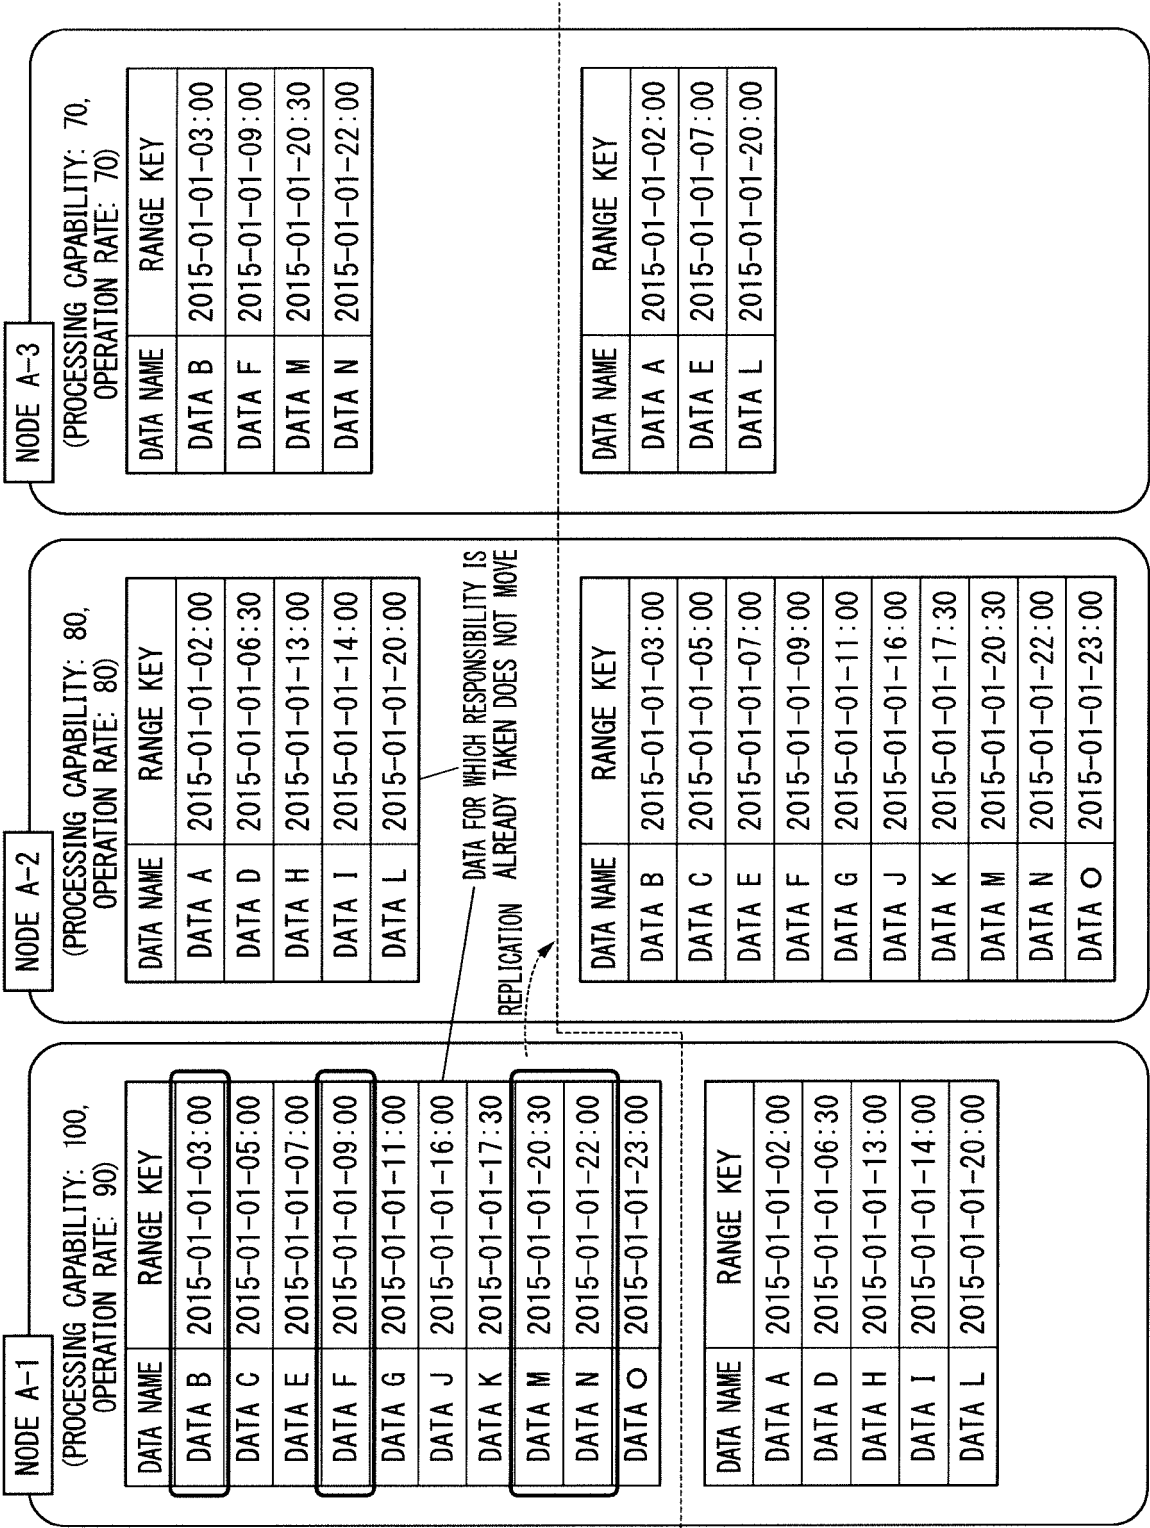 NODE A-1
(PROCESSING CAPABILITY: 100,
OPERATION RATE: 90)
DATA NAME RANGE KEY
DATA B 2015-01-01-03:00
DATA C 2015-01-01-05:00
DATA E 2015-01-01-07:00
DATA F 2015-01-01-09:00
DATA G 2015-01-01-11:00
DATA J 2015-01-01-16:00
DATA K 2015-01-01-17:30
DATA M 2015-01-01-20:30
DATA N 2015-01-01-22:00
DATA O 2015-01-01-23:00
DATA NAME RANGE KEY
DATA A 2015-01-01-02:00
DATA D 2015-01-01-06:30
DATA H 2015-01-01-13:00
DATA I 2015-01-01-14:00
DATA L 2015-01-01-20:00
NODE A-2
(PROCESSING CAPABILITY: 80,
OPERATION RATE: 80)
DATA NAME RANGE KEY
DATA A 2015-01-01-02:00
DATA D 2015-01-01-06:30
DATA H 2015-01-01-13:00
DATA I 2015-01-01-14:00
DATA L 2015-01-01-20:00
DATA FOR WHICH RESPONSIBILITY IS
ALREADY TAKEN DOES NOT MOVE
REPLICATION
DATA NAME RANGE KEY
DATA B 2015-01-01-03:00
DATA C 2015-01-01-05:00
DATA E 2015-01-01-07:00
DATA F 2015-01-01-09:00
DATA G 2015-01-01-11:00
DATA J 2015-01-01-16:00
DATA K 2015-01-01-17:30
DATA M 2015-01-01-20:30
DATA N 2015-01-01-22:00
DATA O 2015-01-01-23:00
NODE A-3
(PROCESSING CAPABILITY: 70,
OPERATION RATE: 70)
DATA NAME RANGE KEY
DATA B 2015-01-01-03:00
DATA F 2015-01-01-09:00
DATA M 2015-01-01-20:30
DATA N 2015-01-01-22:00
DATA NAME RANGE KEY
DATA A 2015-01-01-02:00
DATA E 2015-01-01-07:00
DATA L 2015-01-01-20:00